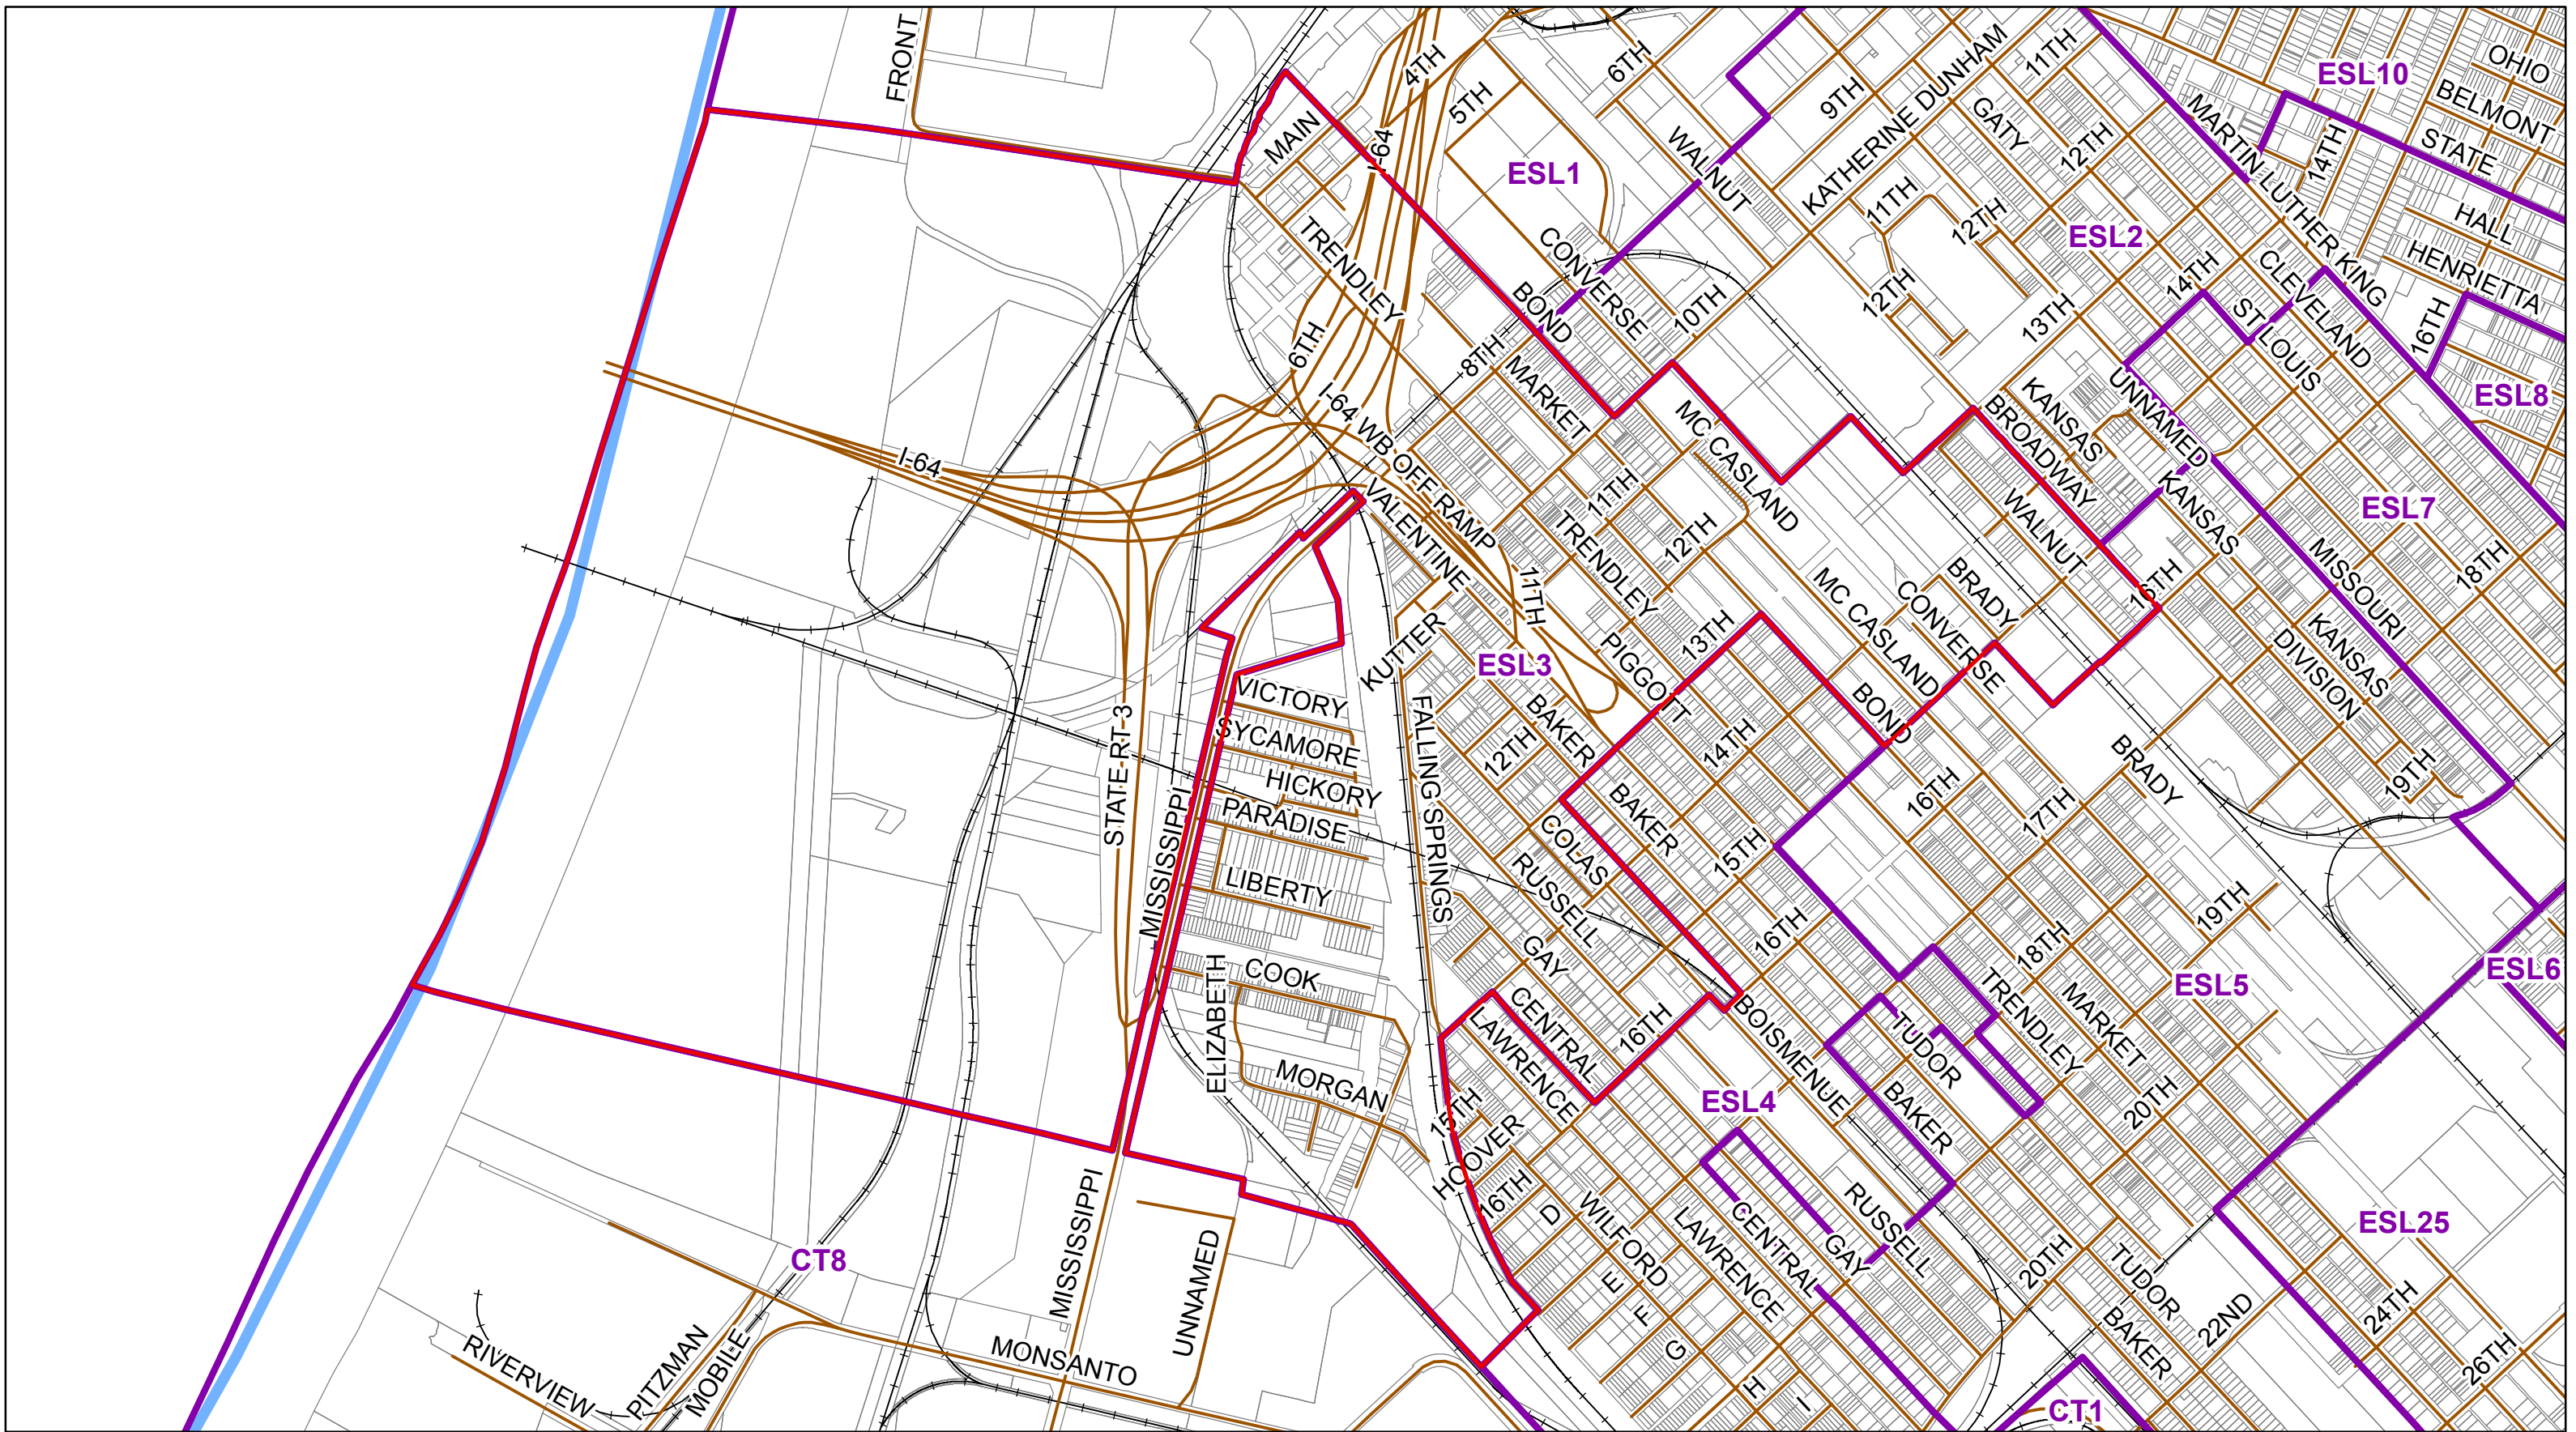 FRONT
4TH
6TH
5TH
MAIN
I-64
ESL1
WALNUT
9TH
KATHERINE DUNHAM
11TH
GATY
12TH
ESL10
OHIO
BELMONT
STATE
14TH
MARTIN LUTHER KING
HALL
HENRIETTA
11TH
12TH
ESL2
TRENDLEY
CONVERSE
BOND
10TH
12TH
13TH
14TH
CLEVELAND
ST LOUIS
16TH
ESL8
6TH
8TH
MARKET
I-64 WB OFF RAMP
I-64
MC CASLAND
BROADWAY
KANSAS
UNNAMED
KANSAS
ESL7
VALENTINE
11TH
TRENDLEY
12TH
WALNUT
16TH
MISSOURI
18TH
11TH
BRADY
CONVERSE
MC CASLAND
KUTTER
ESL3
PIGGOTT
13TH
BOND
KANSAS
DIVISION
VICTORY
SYCAMORE
HICKORY
PARADISE
LIBERTY
STATE RT-3
MISSISSIPPI
FALLING SPRINGS
BAKER
12TH
14TH
BAKER
COLAS
15TH
16TH
17TH
BRADY
19TH
RUSSELL
GAY
16TH
19TH
18TH
ESL5
ESL6
COOK
ELIZABETH
CENTRAL
LAWRENCE
16TH
BOISMENUE
TUDOR
TRENDLEY
MARKET
MORGAN
15TH
HOOVER
ESL4
BAKER
20TH
16TH
D
WILFORD
E
F
G
H
I
LAWRENCE
CENTRAL
GAY
RUSSELL
20TH
TUDOR
BAKER
22ND
ESL25
24TH
26TH
CT8
MISSISSIPPI
UNNAMED
MONSANTO
RIVERVIEW
PITZMAN
MOBILE
CT1